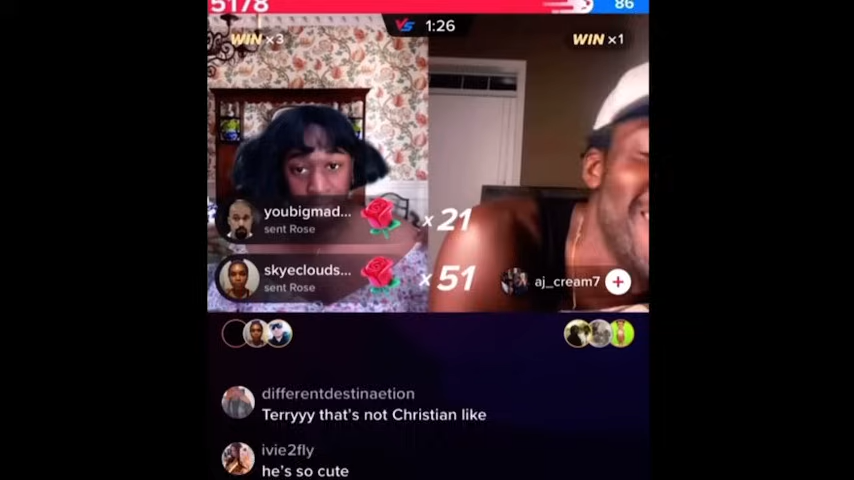 5178
86
VS 1:26
WIN ×3
WIN ×1
youbigmad...
sent Rose
x 21
skyeclouds...
sent Rose
x 51
aj_cream7 +
differentdestinaetion
Terryyy that's not Christian like
ivie2fly
he's so cute